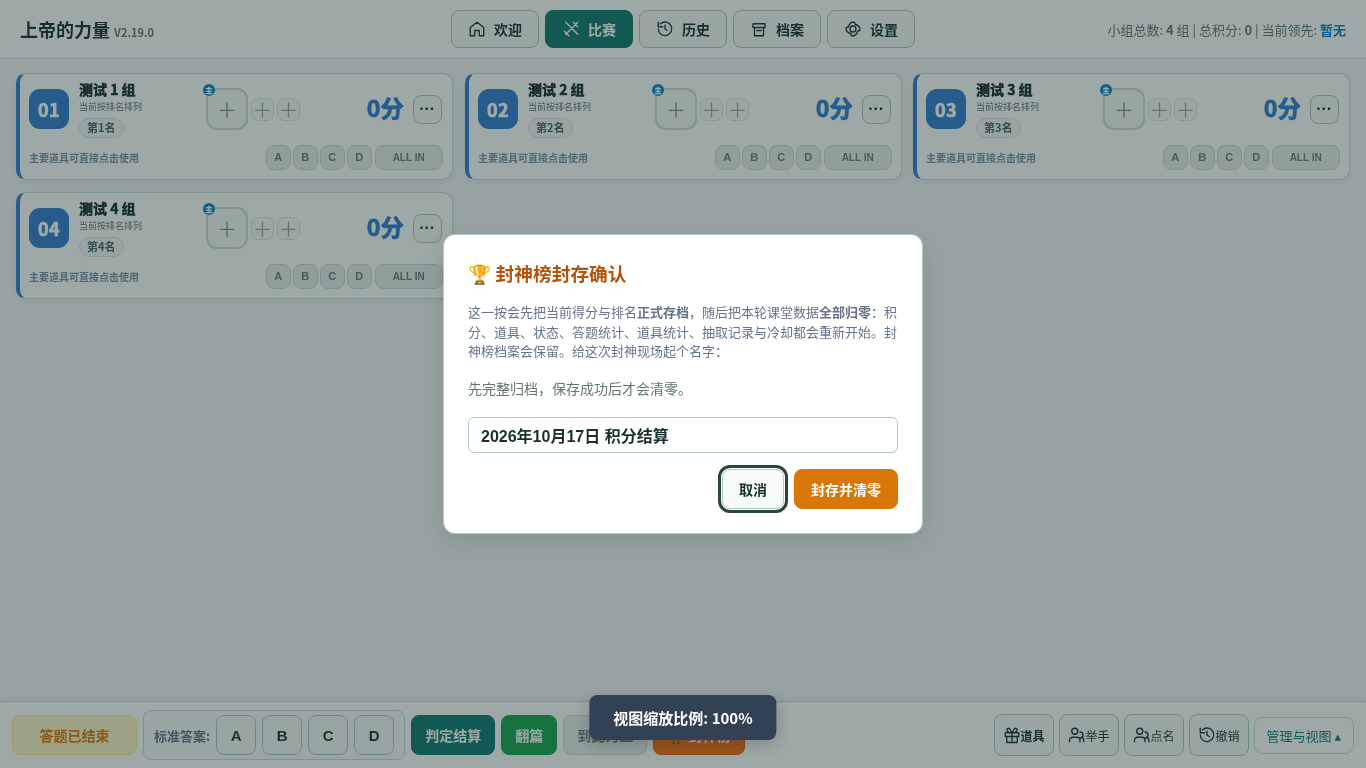 上帝的力量 V2.19.0
欢迎
比赛
历史
档案
设置
小组总数: 4 组 | 总积分: 0 | 当前领先: 暂无
01
测试 1 组
当前按排名排列
第1名
主
0分
主要道具可直接点击使用
A
B
C
D
ALL IN
02
测试 2 组
当前按排名排列
第2名
主
0分
主要道具可直接点击使用
A
B
C
D
ALL IN
03
测试 3 组
当前按排名排列
第3名
主
0分
主要道具可直接点击使用
A
B
C
D
ALL IN
04
测试 4 组
当前按排名排列
第4名
主
0分
主要道具可直接点击使用
A
B
C
D
ALL IN
🏆 封神榜封存确认
这一按会先把当前得分与排名正式存档，随后把本轮课堂数据全部归零：积
分、道具、状态、答题统计、道具统计、抽取记录与冷却都会重新开始。封
神榜档案会保留。给这次封神现场起个名字：
先完整归档，保存成功后才会清零。
2026年10月17日 积分结算
取消
封存并清零
视图缩放比例: 100%
答题已结束
标准答案:
A
B
C
D
判定结算
翻篇
道具
举手
点名
撤销
管理与视图 ▴